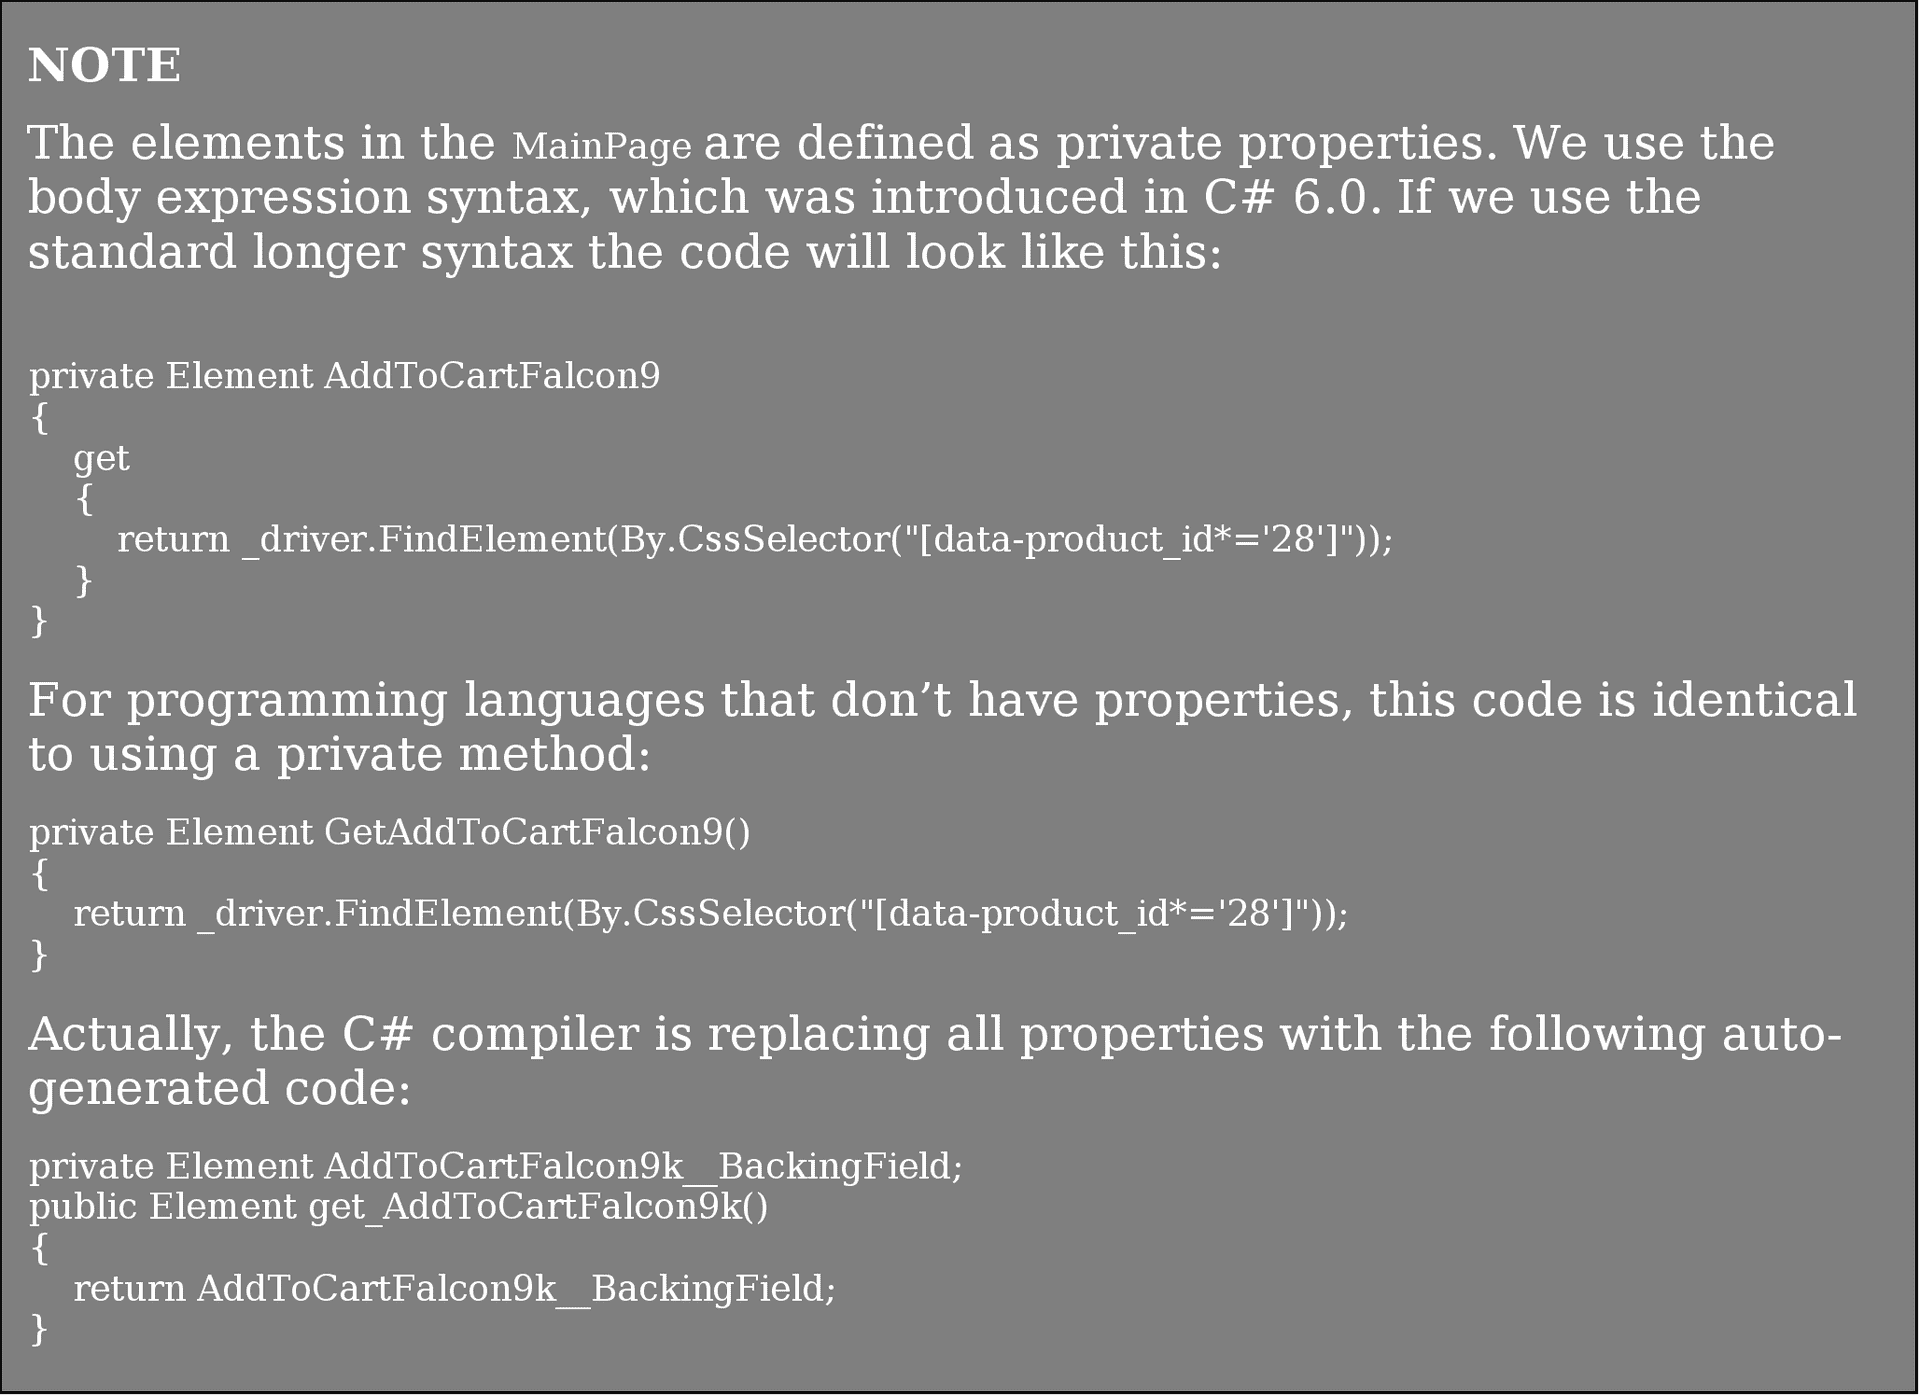 NOTE
The elements in the MainPage are defined as private properties. We use the
body expression syntax, which was introduced in C# 6.0. If we use the
standard longer syntax the code will look like this:
private Element AddToCartFalcon9
{
    get
    {
        return _driver.FindElement(By.CssSelector("[data-product_id*='28']"));
    }
}
For programming languages that don’t have properties, this code is identical
to using a private method:
private Element GetAddToCartFalcon9()
{
    return _driver.FindElement(By.CssSelector("[data-product_id*='28']"));
}
Actually, the C# compiler is replacing all properties with the following auto-
generated code:
private Element AddToCartFalcon9k__BackingField;
public Element get_AddToCartFalcon9k()
{
    return AddToCartFalcon9k__BackingField;
}